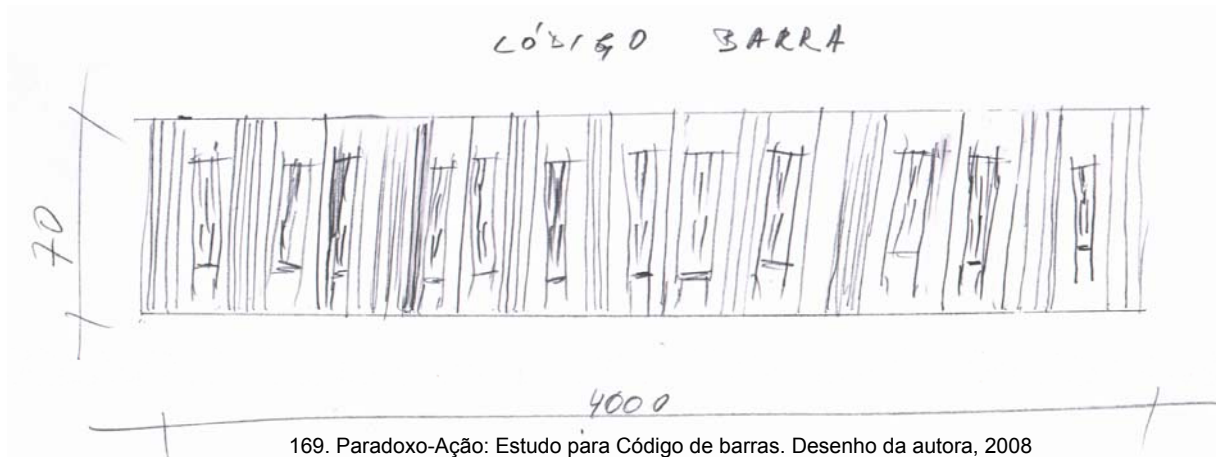 CÓDIGO BARRA
70
4000
169. Paradoxo-Ação: Estudo para Código de barras. Desenho da autora, 2008